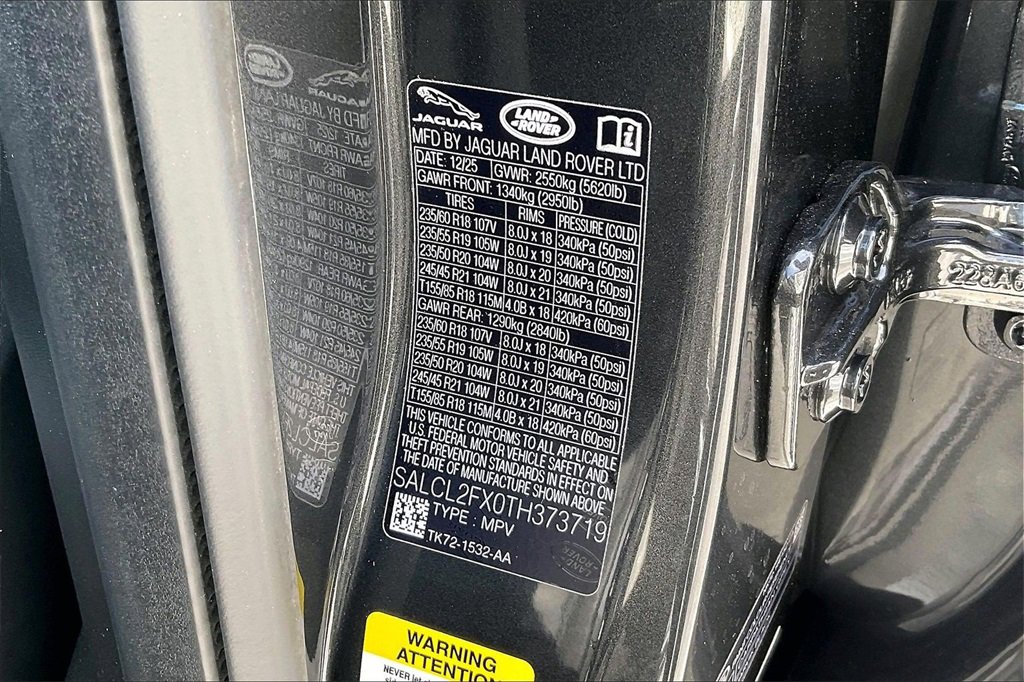 JAGUAR
LAND ROVER
MFD BY JAGUAR LAND ROVER LTD
DATE: 12/25 GVWR: 2550kg (5620lb)
GAWR FRONT: 1340kg (2950lb)
TIRES RIMS PRESSURE (COLD)
235/60 R18 107V 8.0J x 18 340kPa (50psi)
235/55 R19 105W 8.0J x 19 340kPa (50psi)
235/50 R20 104W 8.0J x 20 340kPa (50psi)
245/45 R21 104W 8.0J x 21 340kPa (50psi)
T155/85 R18 115M 4.0B x 18 420kPa (60psi)
GAWR REAR: 1290kg (2840lb)
235/60 R18 107V 8.0J x 18 340kPa (50psi)
235/55 R19 105W 8.0J x 19 340kPa (50psi)
235/50 R20 104W 8.0J x 20 340kPa (50psi)
245/45 R21 104W 8.0J x 21 340kPa (50psi)
T155/85 R18 115M 4.0B x 18 420kPa (60psi)
THIS VEHICLE CONFORMS TO ALL APPLICABLE
U.S. FEDERAL MOTOR VEHICLE SAFETY AND
THEFT PREVENTION STANDARDS IN EFFECT ON
THE DATE OF MANUFACTURE SHOWN ABOVE.
SALCL2FX0TH373719
TYPE : MPV
TK72-1532-AA
LAND ROVER
WARNING
ATTENTION
NEVER
228A6